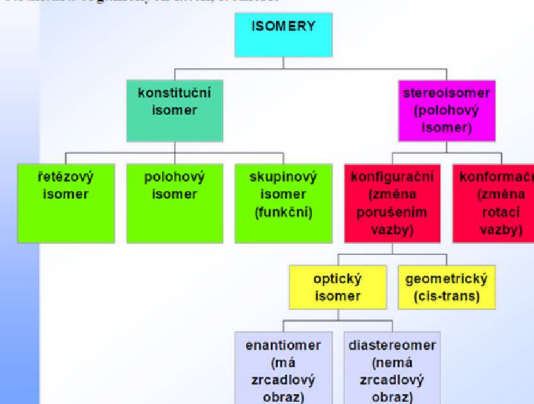 ISOMERY
konstituční
isomer
stereoisomer
(polohový
isomer)
řetězový
isomer
polohový
isomer
skupinový
isomer
(funkční)
konfigurační
(změna
porušením
vazby)
konformač
(změna
rotací
vazby)
optický
isomer
geometrický
(cis-trans)
enantiomer
(má
zrcadlový
obraz)
diastereomer
(nemá
zrcadlový
obraz)